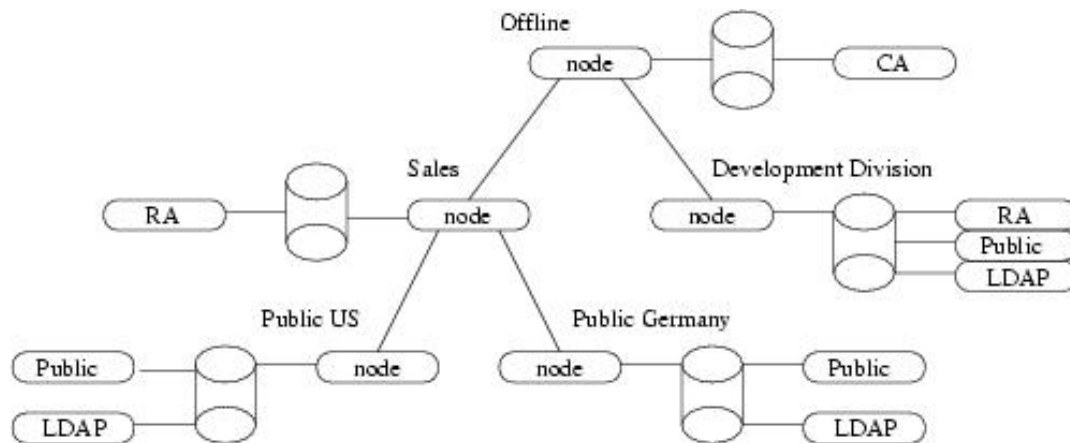 Offline
node
CA
Sales
Development Division
RA
node
node
RA
Public
LDAP
Public US
Public Germany
Public
node
node
Public
LDAP
LDAP